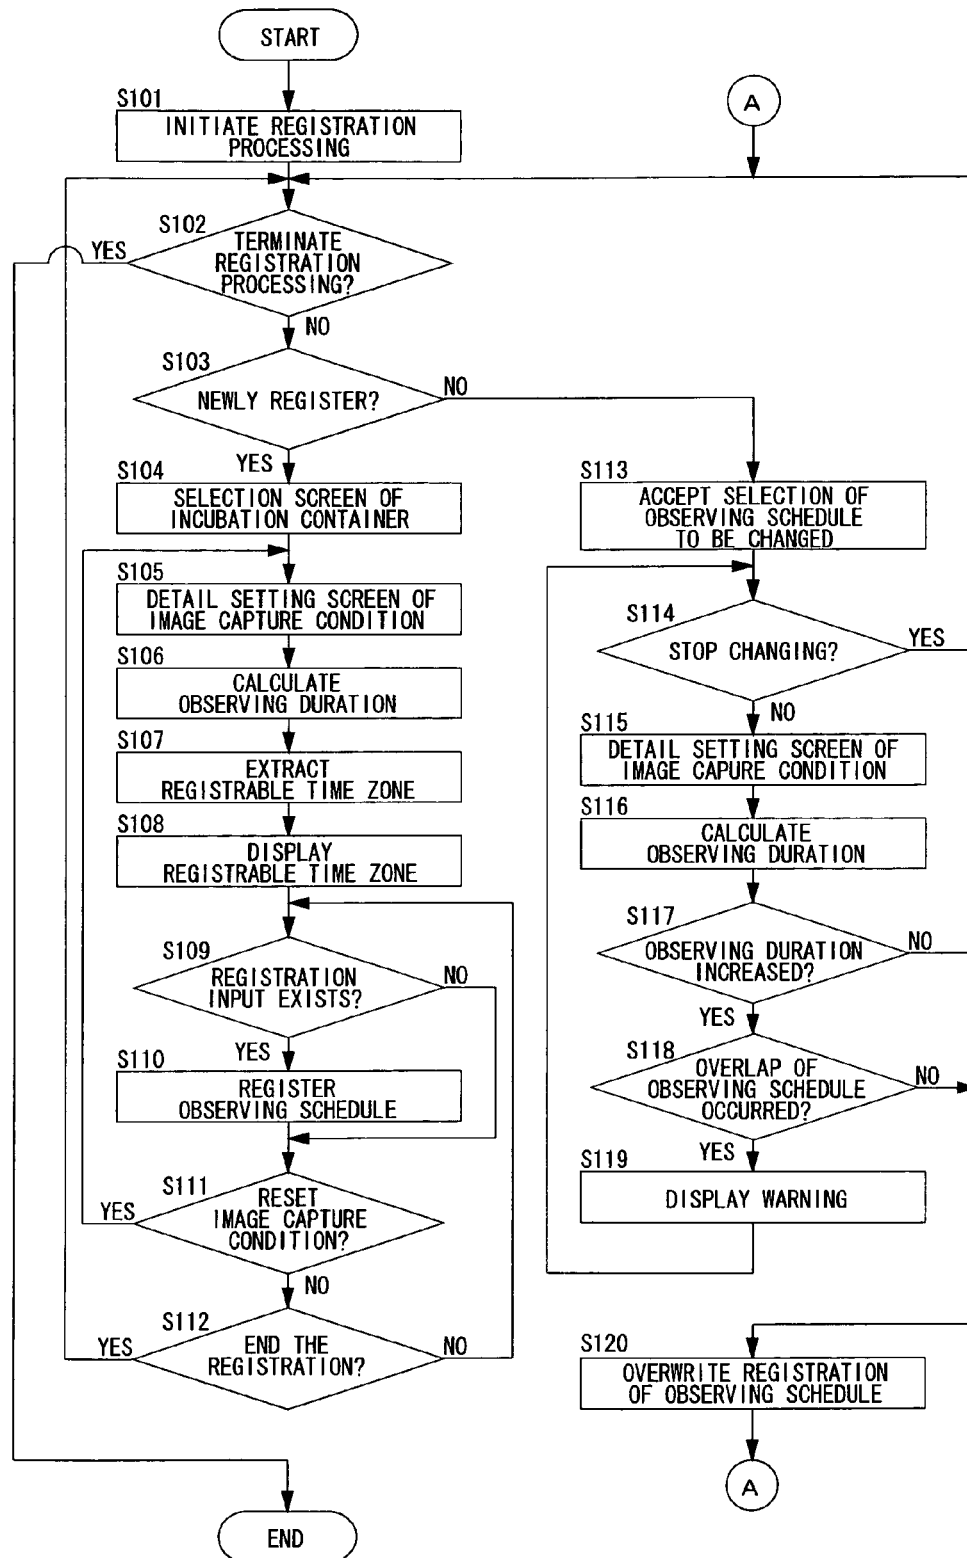 START
S101
INITIATE REGISTRATION
PROCESSING
S102
YES
TERMINATE
REGISTRATION
PROCESSING?
NO
S103
NEWLY REGISTER?
NO
YES
S104
SELECTION SCREEN OF
INCUBATION CONTAINER
S105
DETAIL SETTING SCREEN OF
IMAGE CAPTURE CONDITION
S106
CALCULATE
OBSERVING DURATION
S107
EXTRACT
REGISTRABLE TIME ZONE
S108
DISPLAY
REGISTRABLE TIME ZONE
S109
REGISTRATION
INPUT EXISTS?
NO
YES
S110
REGISTER
OBSERVING SCHEDULE
S111
YES
RESET
IMAGE CAPTURE
CONDITION?
NO
S112
YES
END THE
REGISTRATION?
NO
END
A
S113
ACCEPT SELECTION OF
OBSERVING SCHEDULE
TO BE CHANGED
S114
STOP CHANGING?
YES
NO
S115
DETAIL SETTING SCREEN OF
IMAGE CAPURE CONDITION
S116
CALCULATE
OBSERVING DURATION
S117
OBSERVING DURATION
INCREASED?
NO
YES
S118
OVERLAP OF
OBSERVING SCHEDULE
OCCURRED?
NO
YES
S119
DISPLAY WARNING
S120
OVERWRITE REGISTRATION
OF OBSERVING SCHEDULE
A